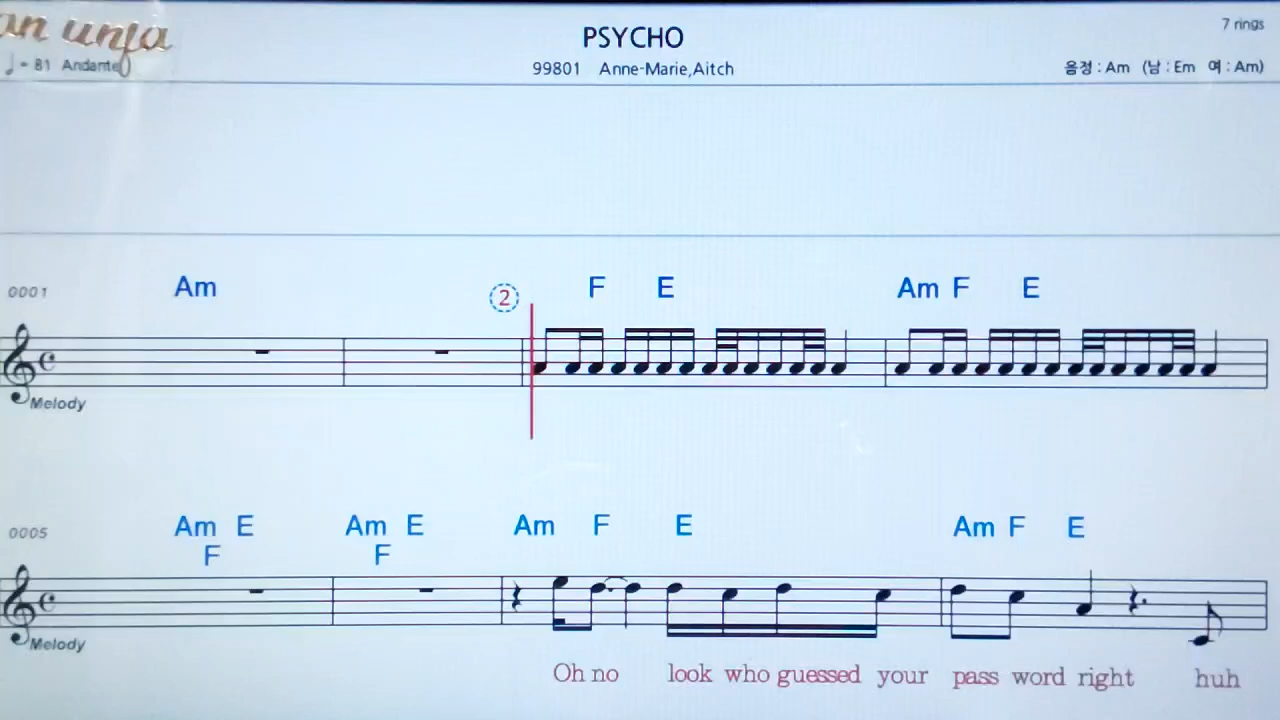 an unfa
PSYCHO
7 rings
♩ = 81 Andante
99801 Anne-Marie,Aitch
음정 : Am (남 : Em 여 : Am)
0001 Am ② F E Am F E
Melody
0005 Am E Am E Am F E Am F E
F F
Melody
Oh no look who guessed your pass word right huh